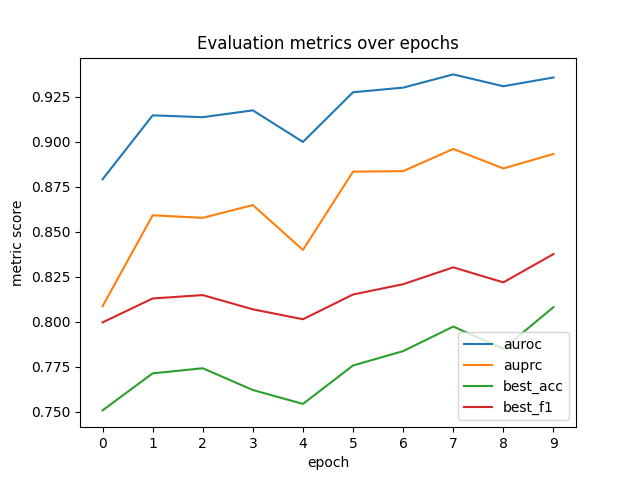 Evaluation metrics over epochs
metric score
0.925
0.900
0.875
0.850
0.825
0.800
0.775
0.750
auroc
auprc
best_acc
best_f1
0 1 2 3 4 5 6 7 8 9
epoch